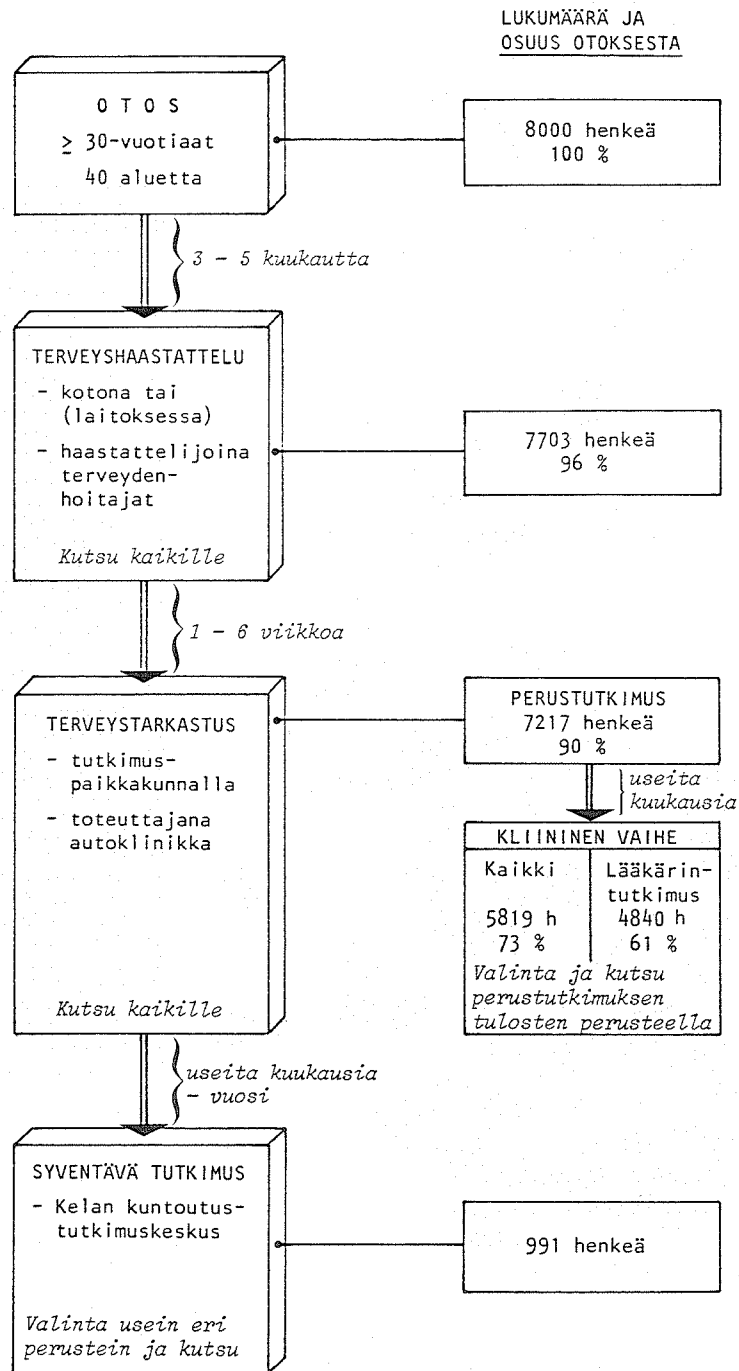 LUKUMÄÄRÄ JA
OSUUS OTOKSESTA
O T O S
≥ 30-vuotiaat
40 aluetta
8000 henkeä
100 %
3 - 5 kuukautta
TERVEYSHAASTATTELU
- kotona tai
(laitoksessa)
- haastattelijoina
terveyden-
hoitajat
Kutsu kaikille
7703 henkeä
96 %
1 - 6 viikkoa
TERVEYSTARKASTUS
- tutkimus-
paikkakunnalla
- toteuttajana
autoklinikka
Kutsu kaikille
PERUSTUTKIMUS
7217 henkeä
90 %
useita
kuukausia
KLIININEN VAIHE
Kaikki
5819 h
73 %
Lääkärin-
tutkimus
4840 h
61 %
Valinta ja kutsu
perustutkimuksen
tulosten perusteella
useita kuukausia
- vuosi
SYVENTÄVÄ TUTKIMUS
- Kelan kuntoutus-
tutkimuskeskus
Valinta usein eri
perustein ja kutsu
991 henkeä